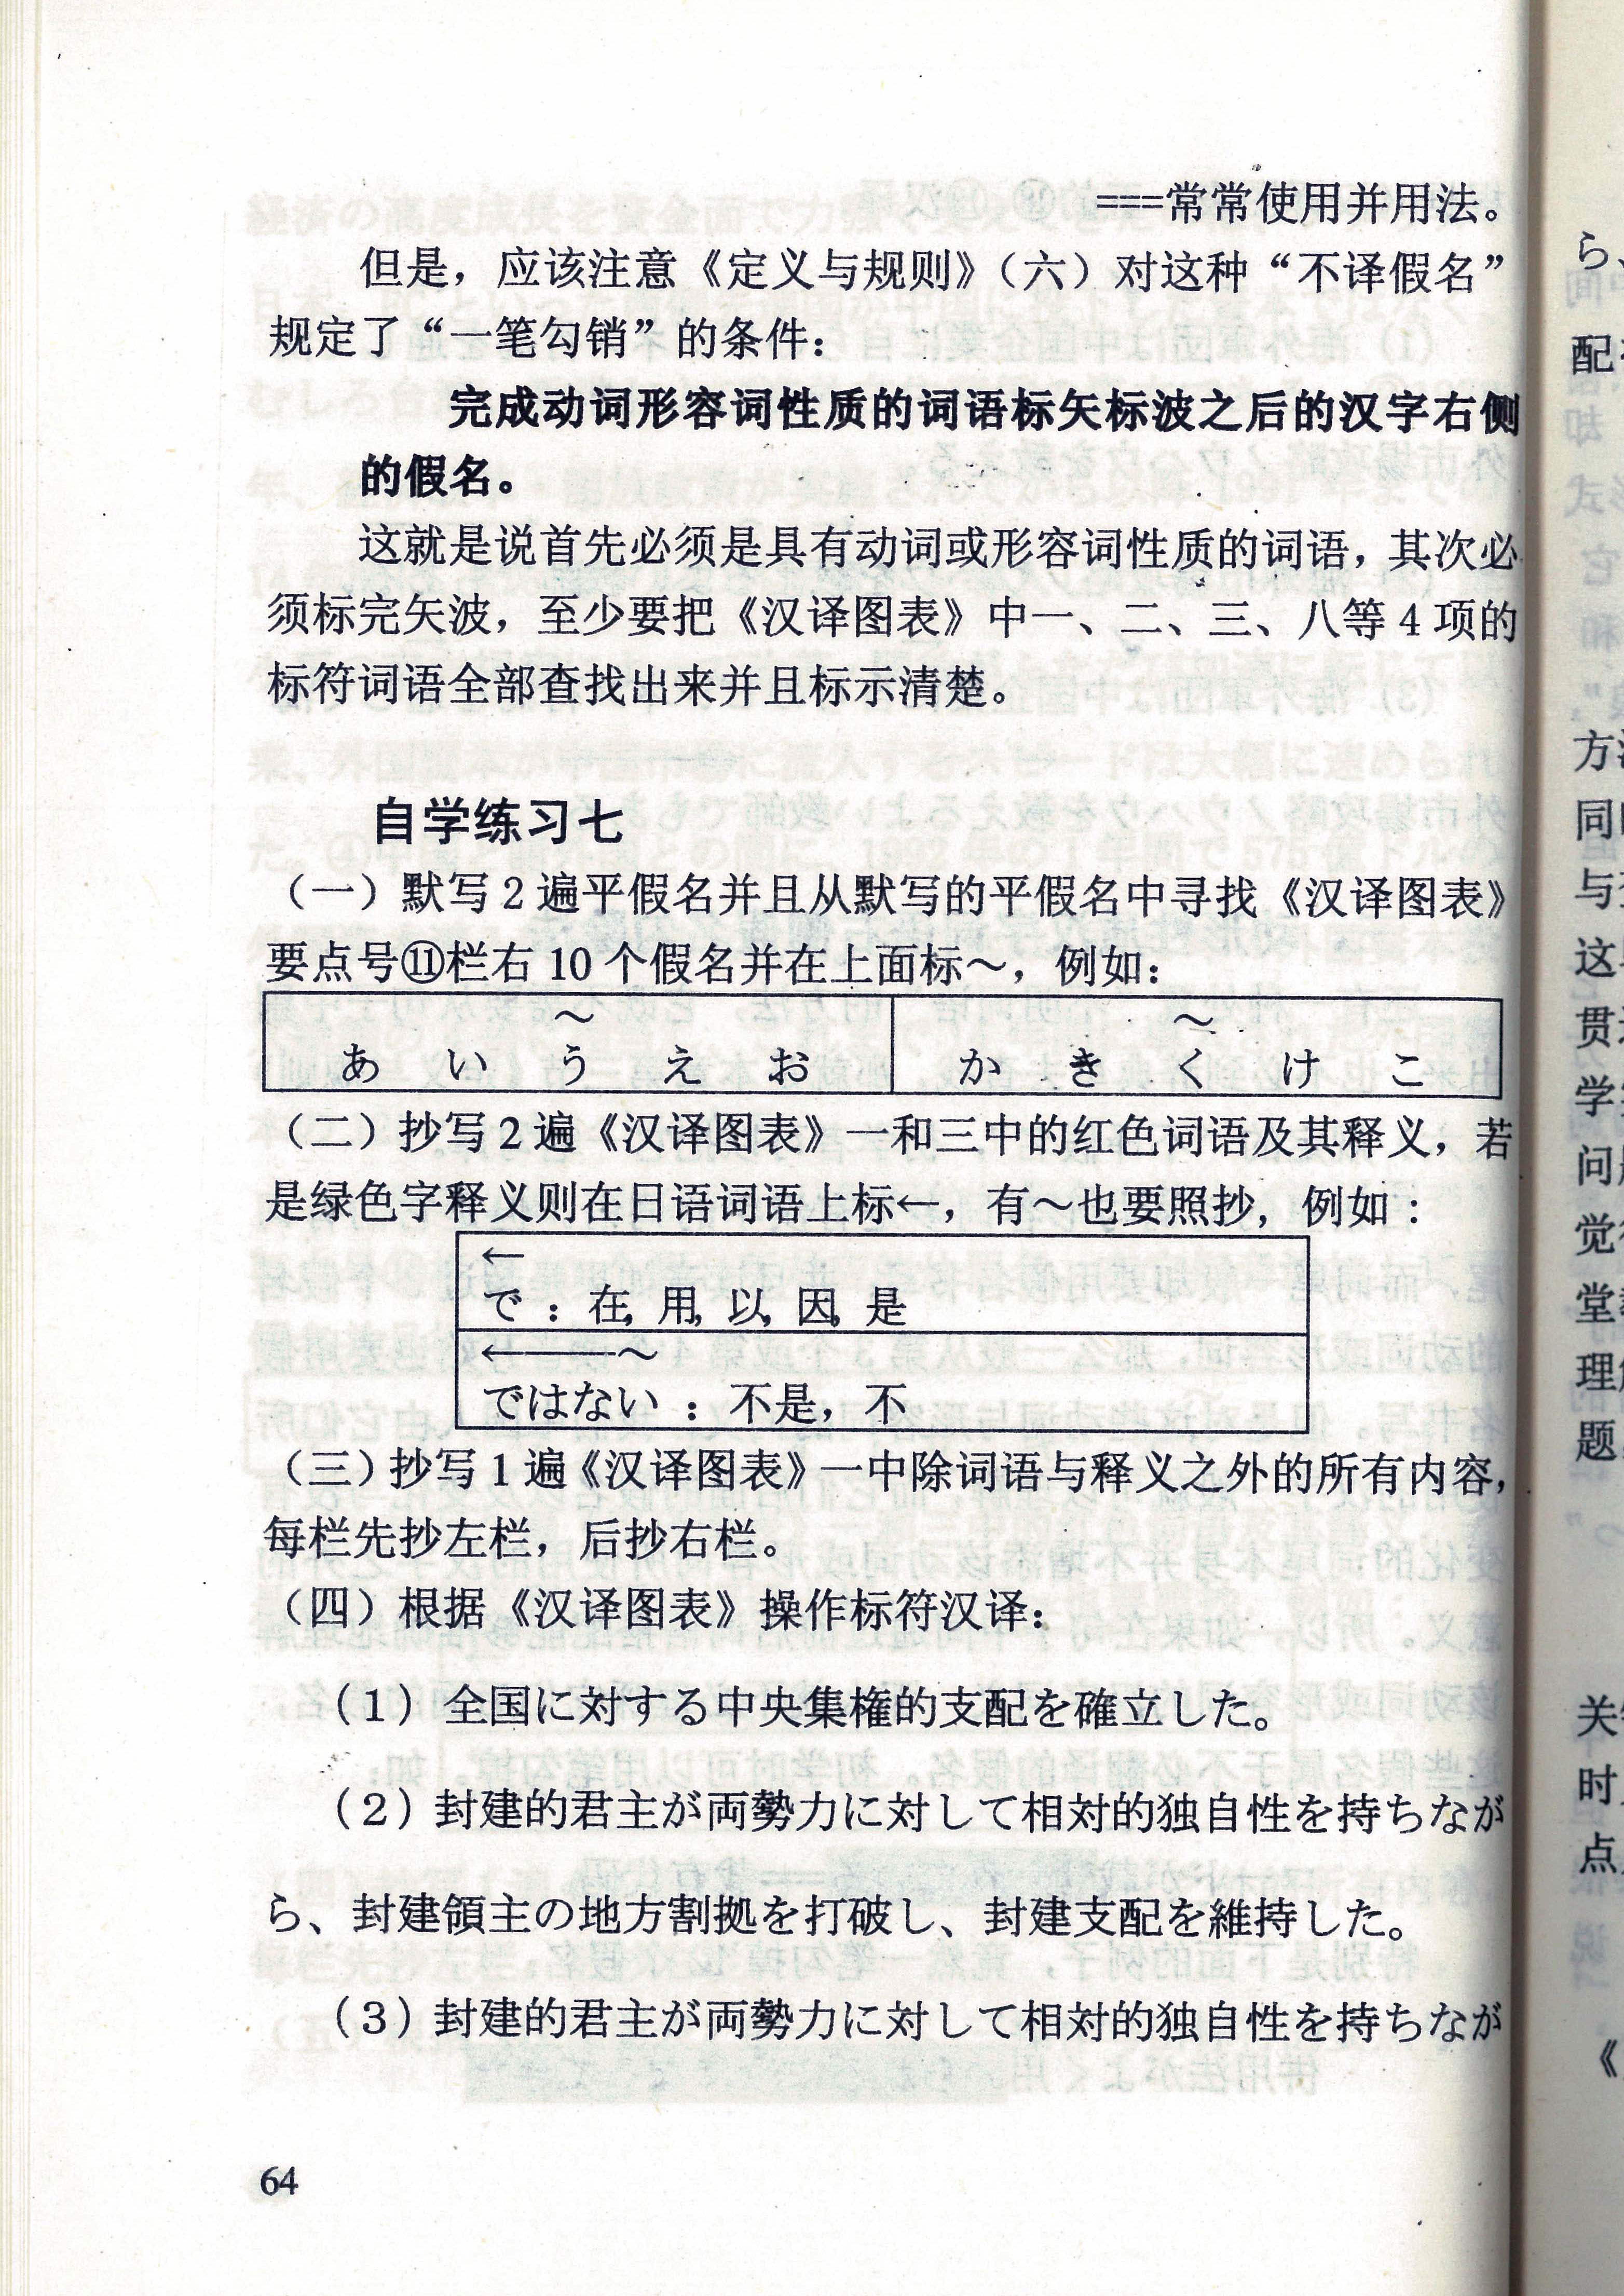 ===常常使用并用法。
但是，应该注意《定义与规则》（六）对这种“不译假名”
规定了“一笔勾销”的条件：
完成动词形容词性质的词语标矢标波之后的汉字右侧
的假名。
这就是说首先必须是具有动词或形容词性质的词语，其次必
须标完矢波，至少要把《汉译图表》中一、二、三、八等4项的
标符词语全部查找出来并且标示清楚。
自学练习七
（一）默写2遍平假名并且从默写的平假名中寻找《汉译图表》
要点号⑪栏右10个假名并在上面标～，例如：
～ ～
あ い う え お か き く け こ
（二）抄写2遍《汉译图表》一和三中的红色词语及其释义，若
是绿色字释义则在日语词语上标←，有～也要照抄，例如：
←
で：在，用，以，因，是
←——～
ではない：不是，不
（三）抄写1遍《汉译图表》一中除词语与释义之外的所有内容，
每栏先抄左栏，后抄右栏。
（四）根据《汉译图表》操作标符汉译：
（1）全国に対する中央集権的支配を確立した。
（2）封建的君主が両勢力に対して相対的独自性を持ちなが
ら、封建領主の地方割拠を打破し、封建支配を維持した。
（3）封建的君主が両勢力に対して相対的独自性を持ちなが
64
ら、
配
方
同
与
这
贯
学
问
觉
堂
理
题
关
时
点
《